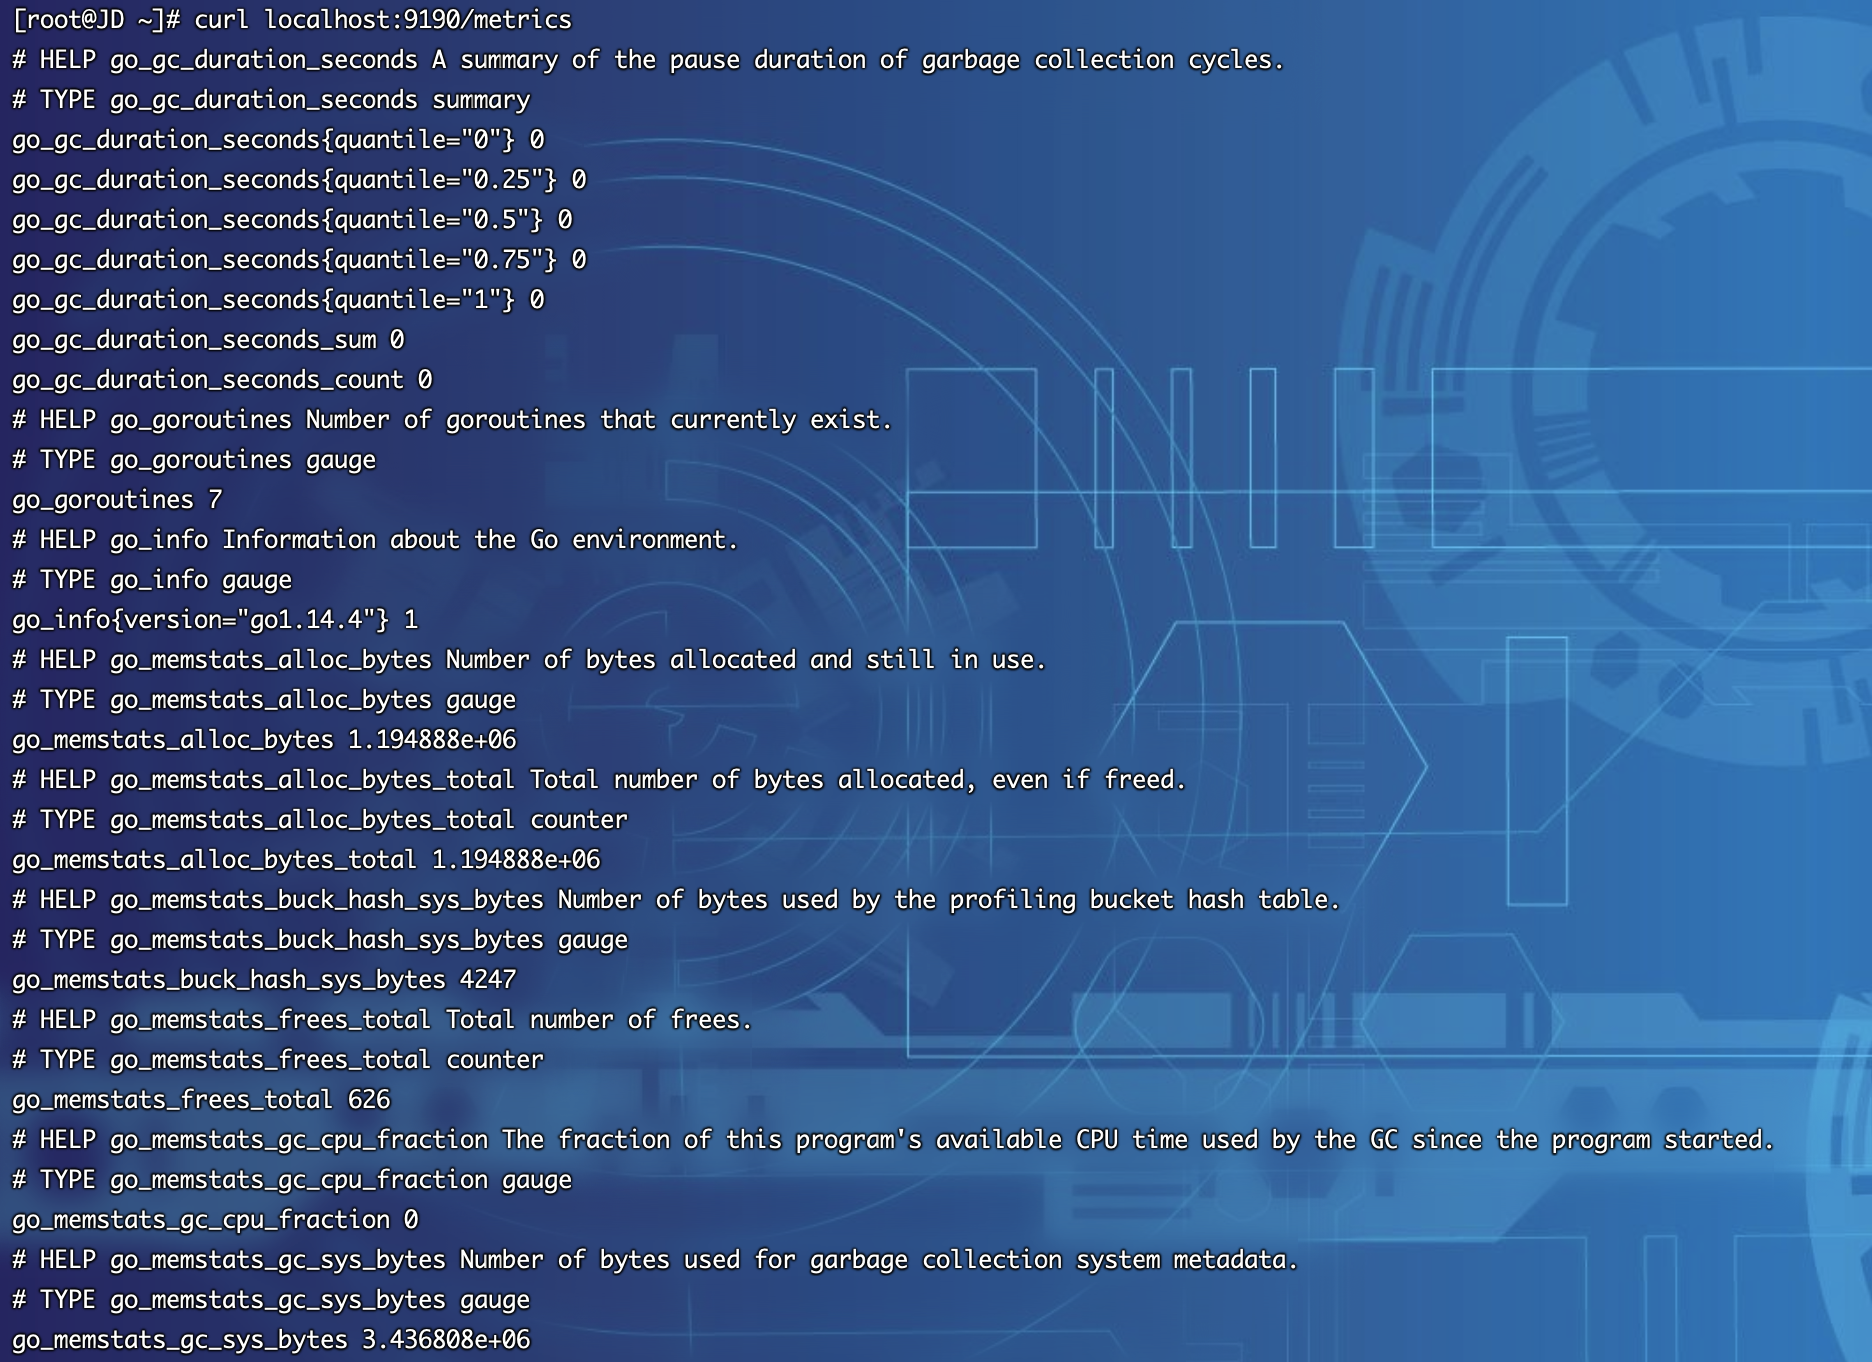 [root@JD ~]# curl localhost:9190/metrics
# HELP go_gc_duration_seconds A summary of the pause duration of garbage collection cycles.
# TYPE go_gc_duration_seconds summary
go_gc_duration_seconds{quantile="0"} 0
go_gc_duration_seconds{quantile="0.25"} 0
go_gc_duration_seconds{quantile="0.5"} 0
go_gc_duration_seconds{quantile="0.75"} 0
go_gc_duration_seconds{quantile="1"} 0
go_gc_duration_seconds_sum 0
go_gc_duration_seconds_count 0
# HELP go_goroutines Number of goroutines that currently exist.
# TYPE go_goroutines gauge
go_goroutines 7
# HELP go_info Information about the Go environment.
# TYPE go_info gauge
go_info{version="go1.14.4"} 1
# HELP go_memstats_alloc_bytes Number of bytes allocated and still in use.
# TYPE go_memstats_alloc_bytes gauge
go_memstats_alloc_bytes 1.194888e+06
# HELP go_memstats_alloc_bytes_total Total number of bytes allocated, even if freed.
# TYPE go_memstats_alloc_bytes_total counter
go_memstats_alloc_bytes_total 1.194888e+06
# HELP go_memstats_buck_hash_sys_bytes Number of bytes used by the profiling bucket hash table.
# TYPE go_memstats_buck_hash_sys_bytes gauge
go_memstats_buck_hash_sys_bytes 4247
# HELP go_memstats_frees_total Total number of frees.
# TYPE go_memstats_frees_total counter
go_memstats_frees_total 626
# HELP go_memstats_gc_cpu_fraction The fraction of this program's available CPU time used by the GC since the program started.
# TYPE go_memstats_gc_cpu_fraction gauge
go_memstats_gc_cpu_fraction 0
# HELP go_memstats_gc_sys_bytes Number of bytes used for garbage collection system metadata.
# TYPE go_memstats_gc_sys_bytes gauge
go_memstats_gc_sys_bytes 3.436808e+06